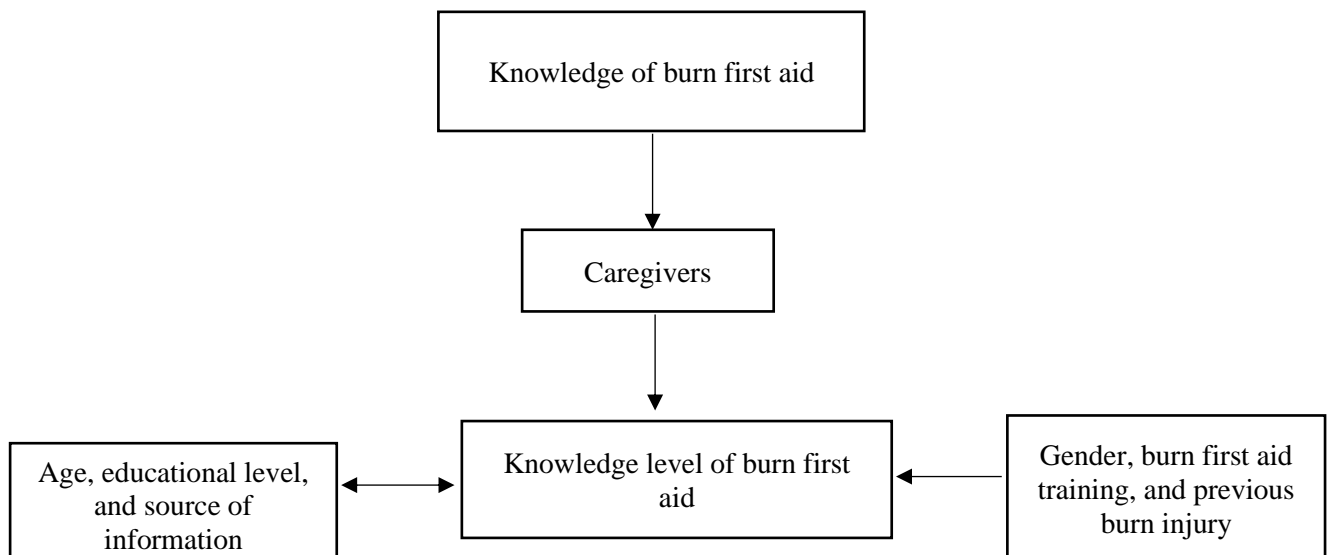 Knowledge of burn first aid
Caregivers
Age, educational level,
and source of
information
Knowledge level of burn first
aid
Gender, burn first aid
training, and previous
burn injury